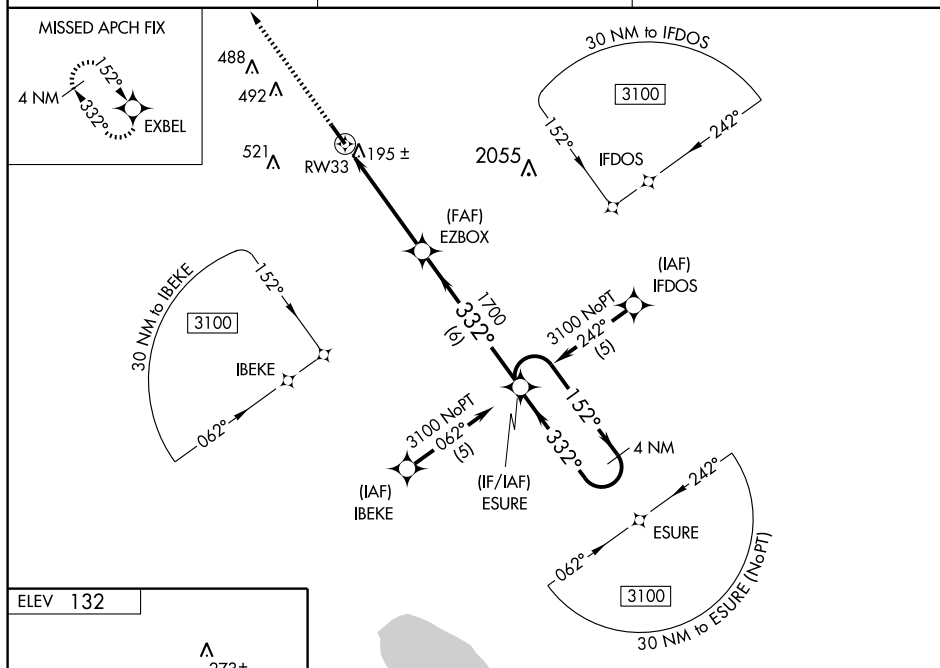 MISSED APCH FIX
152°
4 NM
332°
EXBEL
488
492
521
RW33
195 ±
2055
30 NM to IFDOS
3100
152°
242°
IFDOS
(FAF)
EZBOX
(IAF)
IFDOS
30 NM to IBEKE
152°
3100
IBEKE
062°
1700
332°
(6)
3100 NoPT
242°
(5)
3100 NoPT
062°
(5)
152°
332°
4 NM
(IAF)
IBEKE
(IF/IAF)
ESURE
242°
ESURE
062°
3100
30 NM to ESURE (NoPT)
ELEV 132
273±